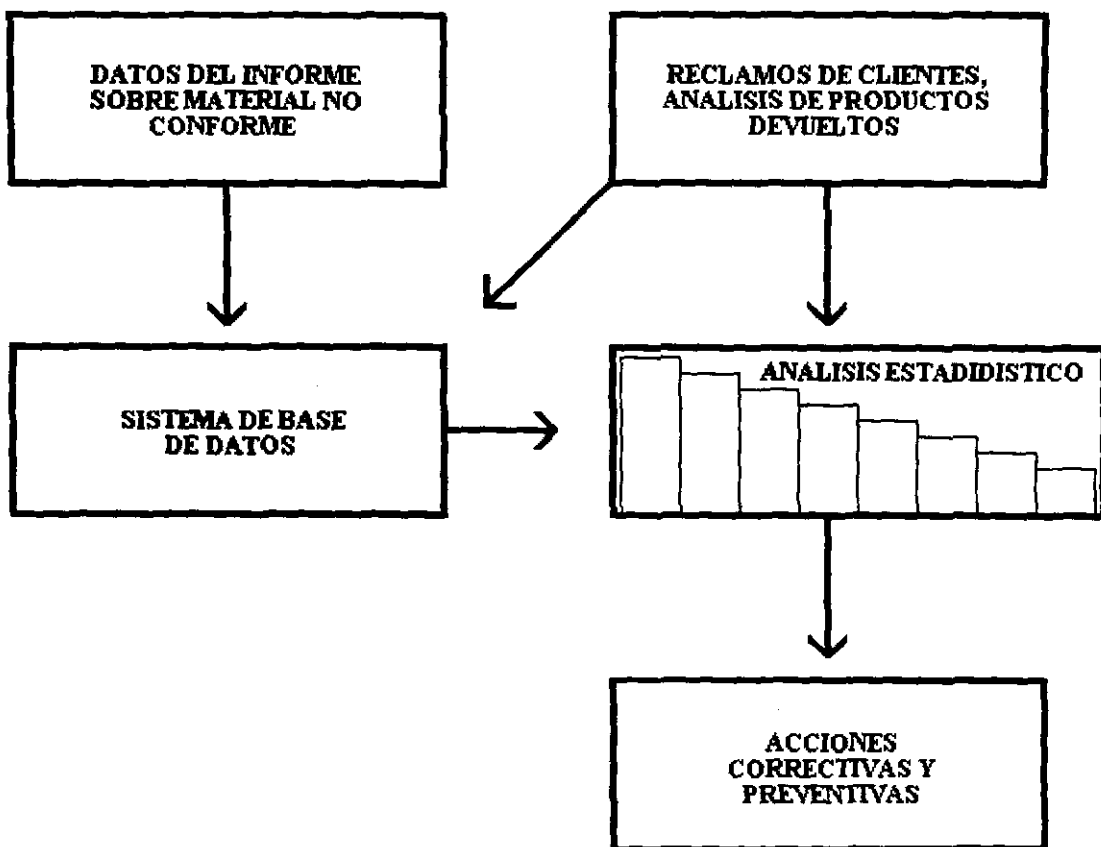 DATOS DEL INFORME
SOBRE MATERIAL NO
CONFORME
RECLAMOS DE CLIENTES,
ANALISIS DE PRODUCTOS
DEVUELTOS
SISTEMA DE BASE
DE DATOS
ANALISIS ESTADIDISTICO
ACCIONES
CORRECTIVAS Y
PREVENTIVAS